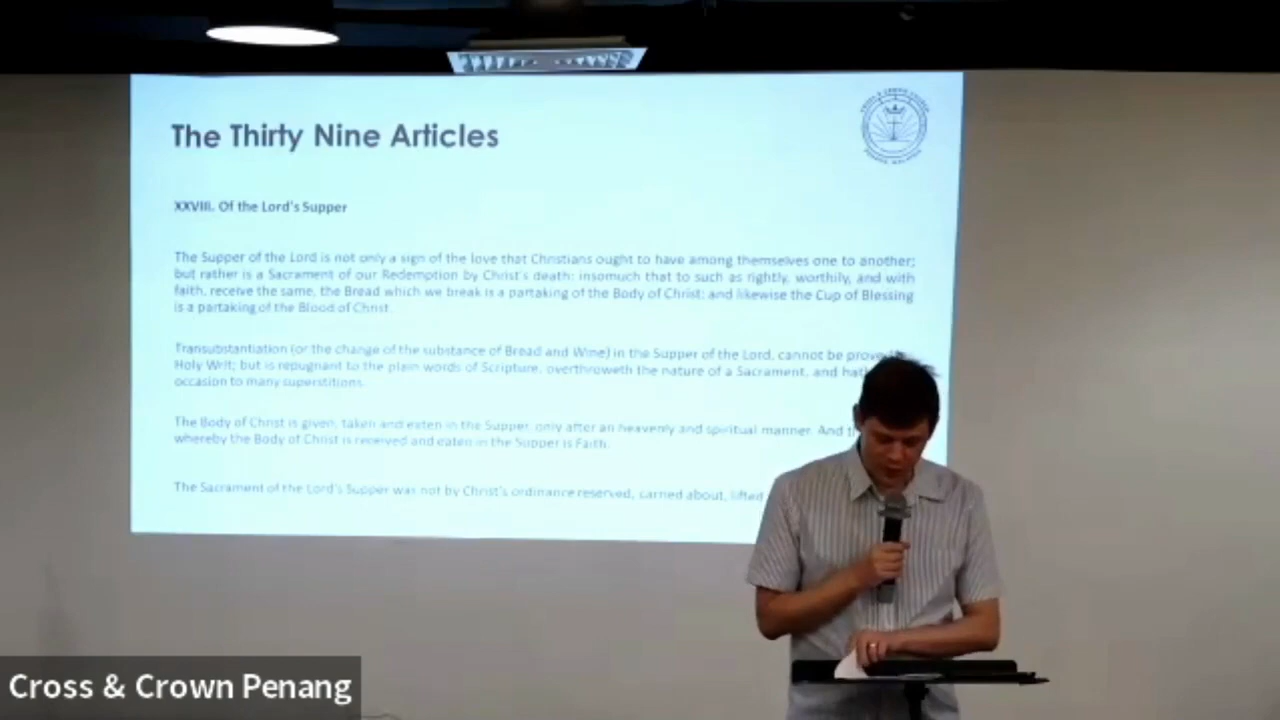 The Thirty Nine Articles
XXVIII. Of the Lord's Supper
The Supper of the Lord is not only a sign of the love that Christians ought to have among themselves one to another;
but rather is a Sacrament of our Redemption by Christ's death: insomuch that to such as rightly, worthily, and with
faith, receive the same, the Bread which we break is a partaking of the Body of Christ; and likewise the Cup of Blessing
is a partaking of the Blood of Christ.
Transubstantiation (or the change of the substance of Bread and Wine) in the Supper of the Lord, cannot be
Holy Writ; but is repugnant to the plain words of Scripture, overthroweth the nature of a Sacrament, and
occasion to many superstitions.
The Body of Christ is given, taken and eaten in the Supper, only after an heavenly and spiritual manner. And
whereby the Body of Christ is received and eaten in the Supper is Faith.
The Sacrament of the Lord's Supper was not by Christ's ordinance reserved, carried about, lifted
Cross & Crown Penang